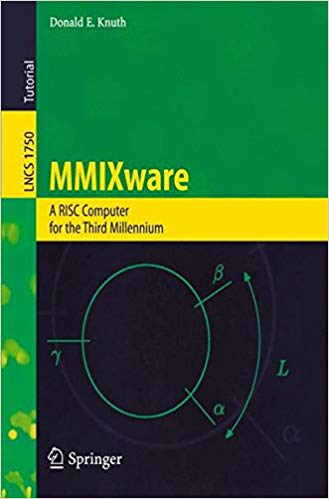 Donald E. Knuth
Tutorial
LNCS 1750
MMIXware
A RISC Computer
for the Third Millennium
β
γ
L
α
Springer